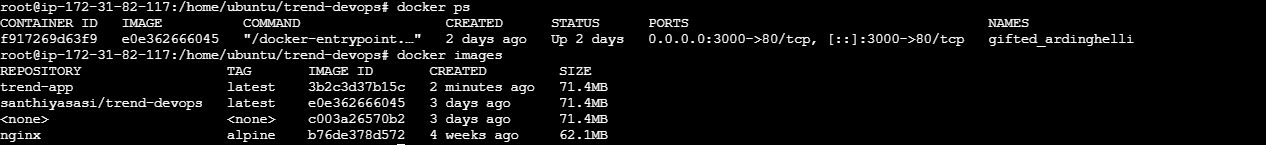 root@ip-172-31-82-117:/home/ubuntu/trend-devops# docker ps
CONTAINER ID   IMAGE          COMMAND                  CREATED      STATUS      PORTS                                     NAMES
f917269d63f9   e0e362666045   "/docker-entrypoint.…"   2 days ago   Up 2 days   0.0.0.0:3000->80/tcp, [::]:3000->80/tcp   gifted_ardinghelli
root@ip-172-31-82-117:/home/ubuntu/trend-devops# docker images
REPOSITORY                 TAG       IMAGE ID       CREATED         SIZE
trend-app                  latest    3b2c3d37b15c   2 minutes ago   71.4MB
santhiyasasi/trend-devops   latest    e0e362666045   3 days ago      71.4MB
<none>                     <none>    c003a26570b2   3 days ago      71.4MB
nginx                      alpine    b76de378d572   4 weeks ago     62.1MB